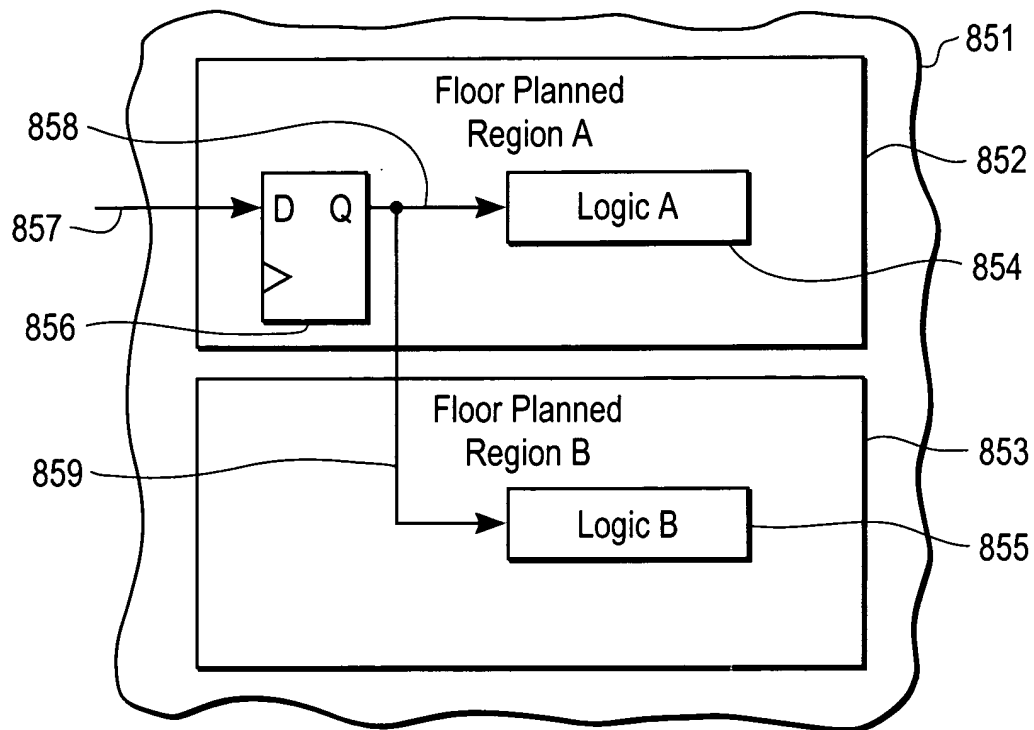 851
Floor Planned
Region A
858
852
D Q
Logic A
857
854
856
Floor Planned
Region B
853
859
Logic B
855